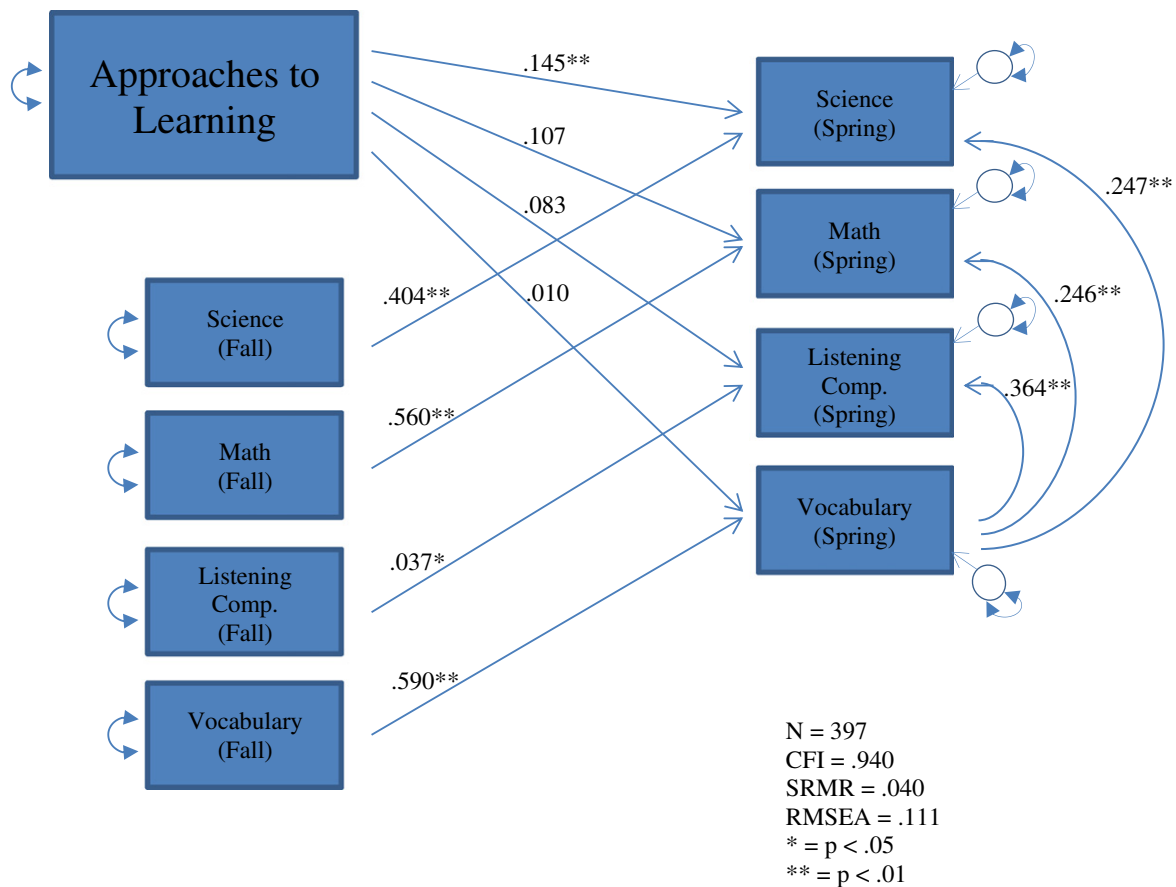 Approaches to
Learning
.145**
.107
.083
.010
Science
(Spring)
Math
(Spring)
Listening
Comp.
(Spring)
Vocabulary
(Spring)
.247**
.246**
.364**
Science
(Fall)
.404**
Math
(Fall)
.560**
Listening
Comp.
(Fall)
.037*
Vocabulary
(Fall)
.590**
N = 397
CFI = .940
SRMR = .040
RMSEA = .111
* = p < .05
** = p < .01